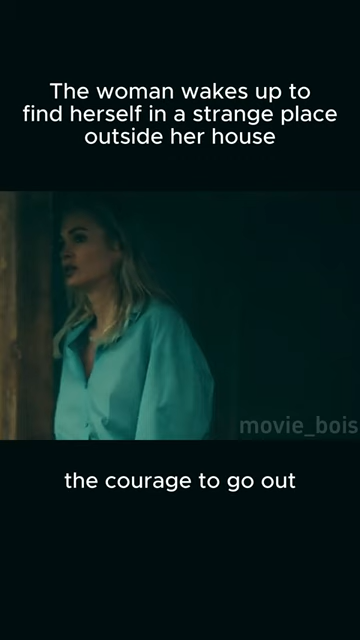 The woman wakes up to
find herself in a strange place
outside her house
movie_bois
the courage to go out